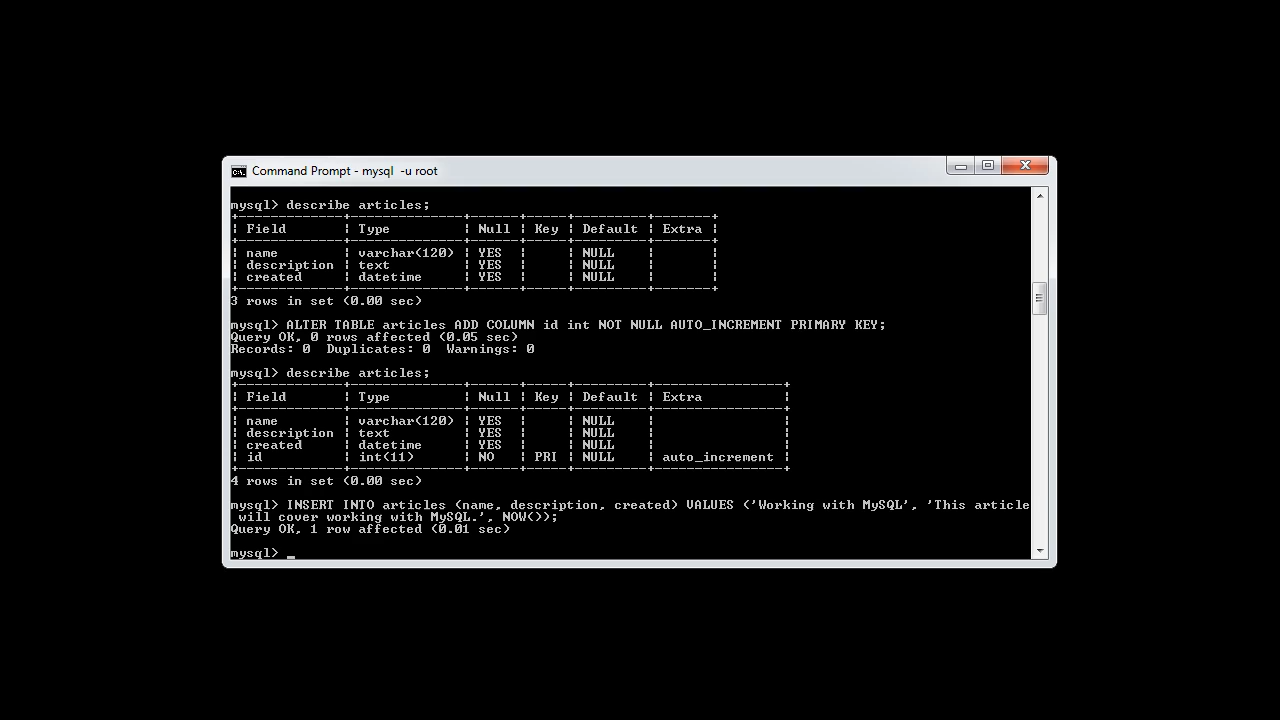 Command Prompt - mysql  -u root
mysql> describe articles;
+-------------+--------------+------+-----+---------+-------+
| Field       | Type         | Null | Key | Default | Extra |
+-------------+--------------+------+-----+---------+-------+
| name        | varchar(120) | YES  |     | NULL    |       |
| description | text         | YES  |     | NULL    |       |
| created     | datetime     | YES  |     | NULL    |       |
+-------------+--------------+------+-----+---------+-------+
3 rows in set (0.00 sec)
mysql> ALTER TABLE articles ADD COLUMN id int NOT NULL AUTO_INCREMENT PRIMARY KEY;
Query OK, 0 rows affected (0.05 sec)
Records: 0  Duplicates: 0  Warnings: 0
mysql> describe articles;
+-------------+--------------+------+-----+---------+----------------+
| Field       | Type         | Null | Key | Default | Extra          |
+-------------+--------------+------+-----+---------+----------------+
| name        | varchar(120) | YES  |     | NULL    |                |
| description | text         | YES  |     | NULL    |                |
| created     | datetime     | YES  |     | NULL    |                |
| id          | int(11)      | NO   | PRI | NULL    | auto_increment |
+-------------+--------------+------+-----+---------+----------------+
4 rows in set (0.00 sec)
mysql> INSERT INTO articles (name, description, created) VALUES ('Working with MySQL', 'This article
 will cover working with MySQL.', NOW());
Query OK, 1 row affected (0.01 sec)
mysql> _